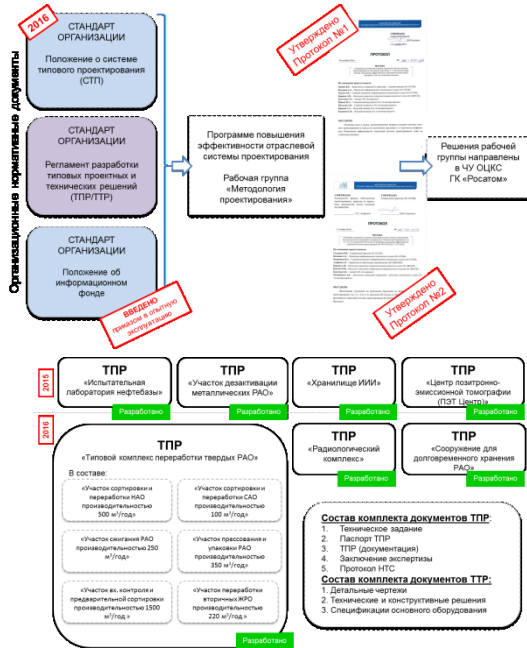 Организационные нормативные документы
2016
СТАНДАРТ
ОРГАНИЗАЦИИ
Положение о системе
типового проектирования
(СТП)
СТАНДАРТ
ОРГАНИЗАЦИИ
Регламент разработки
типовых проектных и
технических решений
(ТПР/ТТР)
СТАНДАРТ
ОРГАНИЗАЦИИ
Положение об
информационном
фонде
ВВЕДЕНО
приказом в опытную
эксплуатацию
Программе повышения
эффективности отраслевой
системы проектирования
Рабочая группа
«Методология
проектирования»
Утверждено
Протокол №1
ПРОТОКОЛ
ПРОТОКОЛ
Утверждено
Протокол №2
Решения рабочей
группы направлены
в ЧУ ОЦКС
ГК «Росатом»
2015
ТПР
«Испытательная
лаборатория нефтебазы»
Разработано
ТПР
«Участок дезактивации
металлических РАО»
Разработано
ТПР
«Хранилище ИИИ»
Разработано
ТПР
«Центр позитронно-
эмиссионной томографии
(ПЭТ Центр)»
Разработано
2016
ТПР
«Типовой комплекс переработки твердых РАО»
В составе:
«Участок сортировки и
переработки НАО
производительностью
500 м³/год»
«Участок сортировки и
переработки САО
производительностью
100 м³/год»
«Участок сжигания РАО
производительностью 250
м³/год»
«Участок прессования и
упаковки РАО
производительностью
350 м³/год»
«Участок вх. контроля и
предварительной сортировки
производительностью 1500
м³/год »
«Участок переработки
вторичных ЖРО
производительностью
220 м³/год»
Разработано
ТПР
«Радиологический
комплекс»
Разработано
ТПР
«Сооружение для
долговременного хранения
РАО»
Разработано
Состав комплекта документов ТПР:
1. Техническое задание
2. Паспорт ТПР
3. ТПР (документация)
4. Заключение экспертизы
5. Протокол НТС
Состав комплекта документов ТТР:
1. Детальные чертежи
2. Технические и конструктивные решения
3. Спецификации основного оборудования